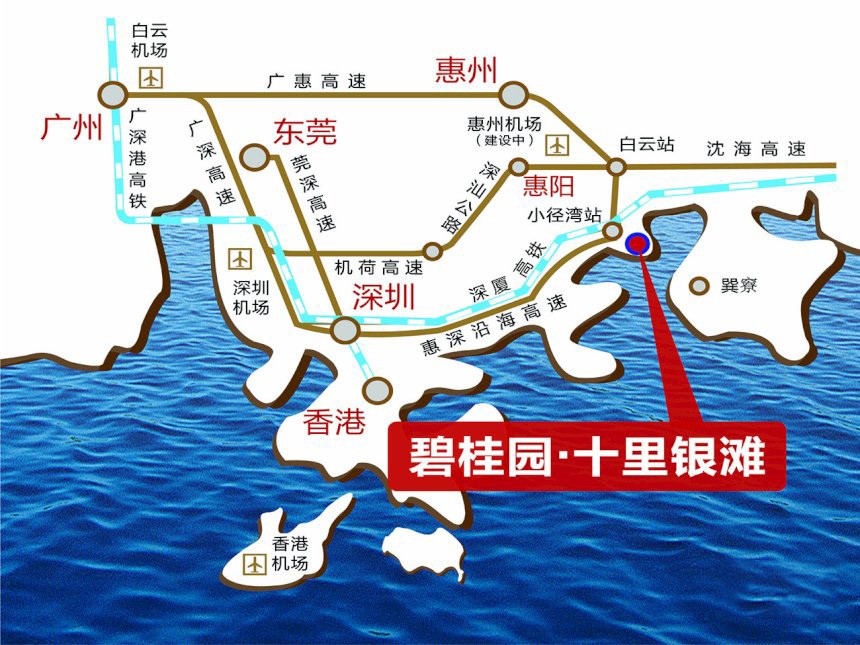 白云
机场
广惠高速
惠州
广州
广深港高铁
广深高速
东莞
莞深高速
惠州机场
（建设中）
白云站
沈海高速
深汕公路
惠阳
小径湾站
机荷高速
深圳
机场
深圳
深厦高铁
惠深沿海高速
巽寮
香港
碧桂园·十里银滩
香港
机场